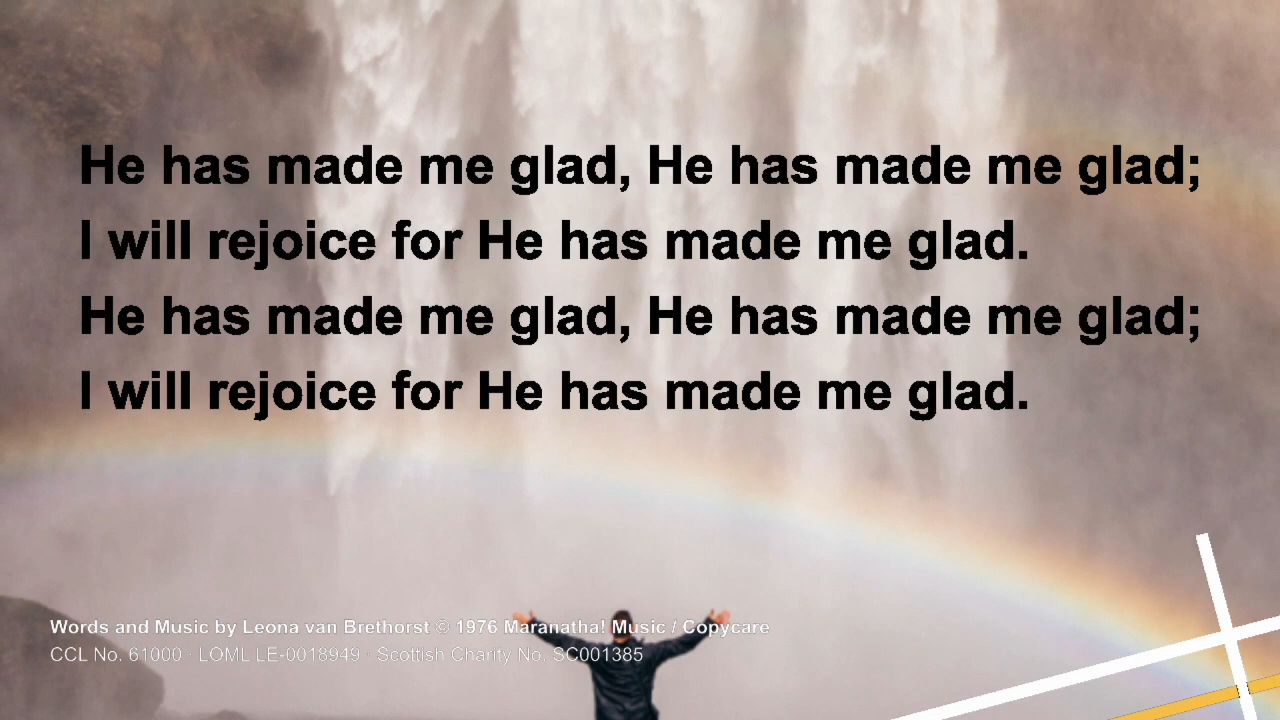 He has made me glad, He has made me glad;
I will rejoice for He has made me glad.
He has made me glad, He has made me glad;
I will rejoice for He has made me glad.
Words and Music by Leona van Brethorst © 1976 Maranatha! Music / Copycare
CCL No. 61000 · LOML LE-0018949 · Scottish Charity No. SC001385